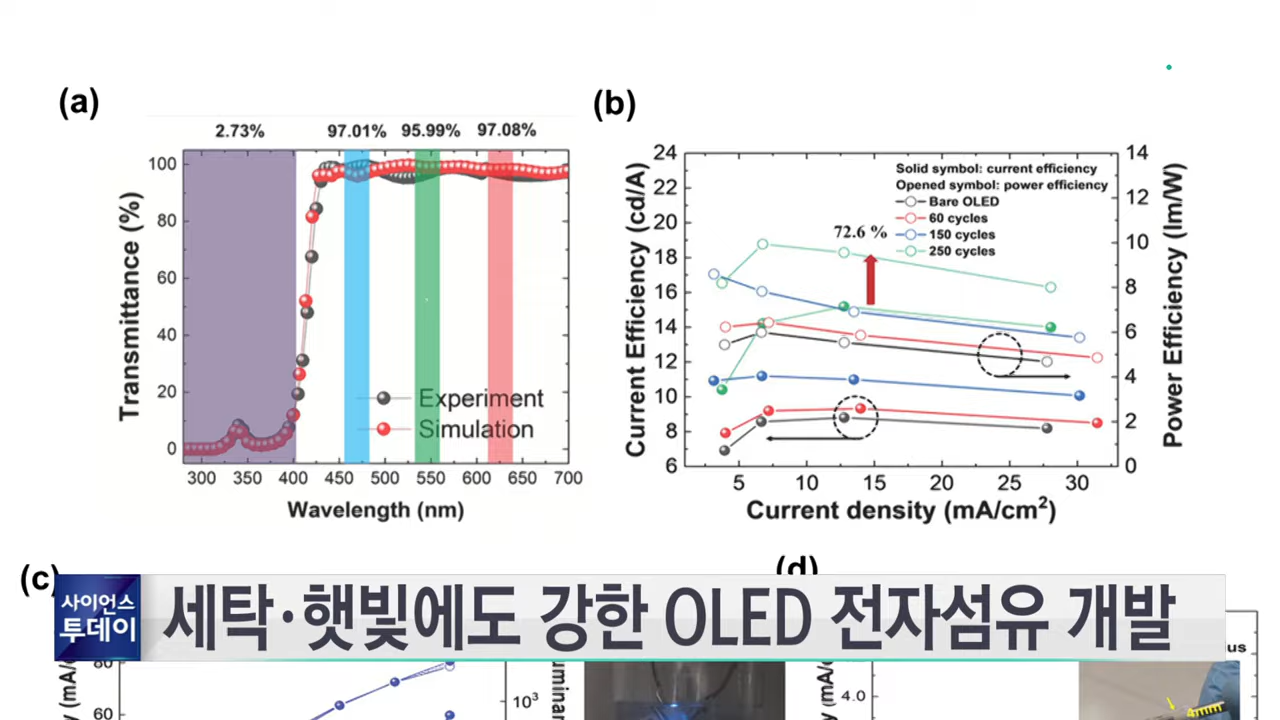 (a)
2.73% 97.01% 95.99% 97.08%
Transmittance (%)
100
80
60
40
20
0
Experiment
Simulation
300 350 400 450 500 550 600 650 700
Wavelength (nm)
(b)
Current Efficiency (cd/A)
24
22
20
18
16
14
12
10
8
6
Solid symbol: current efficiency
Opened symbol: power efficiency
Bare OLED
60 cycles
150 cycles
250 cycles
72.6 %
14
12
10
8
6
4
2
0
Power Efficiency (lm/W)
5 10 15 20 25 30
Current density (mA/cm²)
(c)
(d)
사이언스
투데이
세탁·햇빛에도 강한 OLED 전자섬유 개발
80
60
10³
4.0